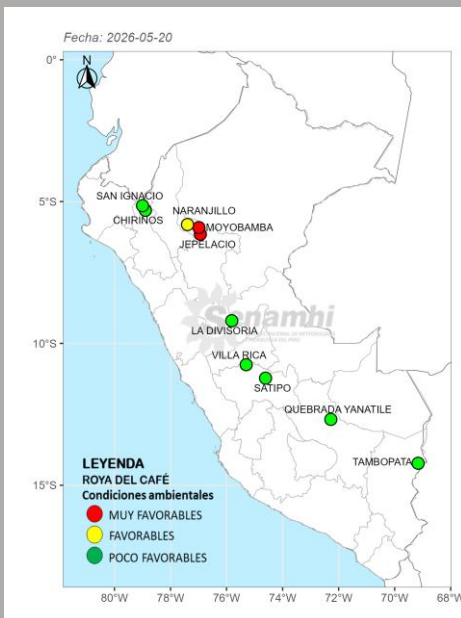 Fecha: 2026-05-20
N
0°
5°S
10°S
15°S
SAN IGNACIO
CHIRINOS
NARANJILLO
MOYOBAMBA
JEPELACIO
Senamhi
LA DIVISORIA
VILLA RICA
SATIPO
QUEBRADA YANATILE
TAMBOPATA
LEYENDA
ROYA DEL CAFÉ
Condiciones ambientales
MUY FAVORABLES
FAVORABLES
POCO FAVORABLES
80°W 78°W 76°W 74°W 72°W 70°W 68°W